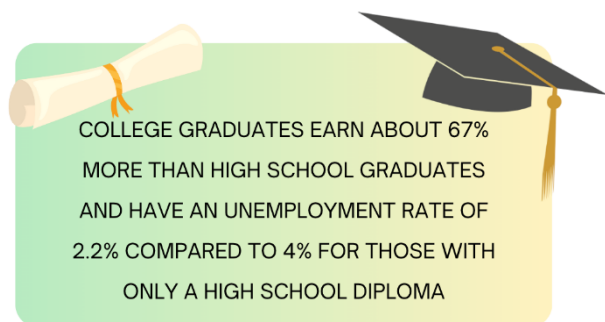 COLLEGE GRADUATES EARN ABOUT 67%
MORE THAN HIGH SCHOOL GRADUATES
AND HAVE AN UNEMPLOYMENT RATE OF
2.2% COMPARED TO 4% FOR THOSE WITH
ONLY A HIGH SCHOOL DIPLOMA